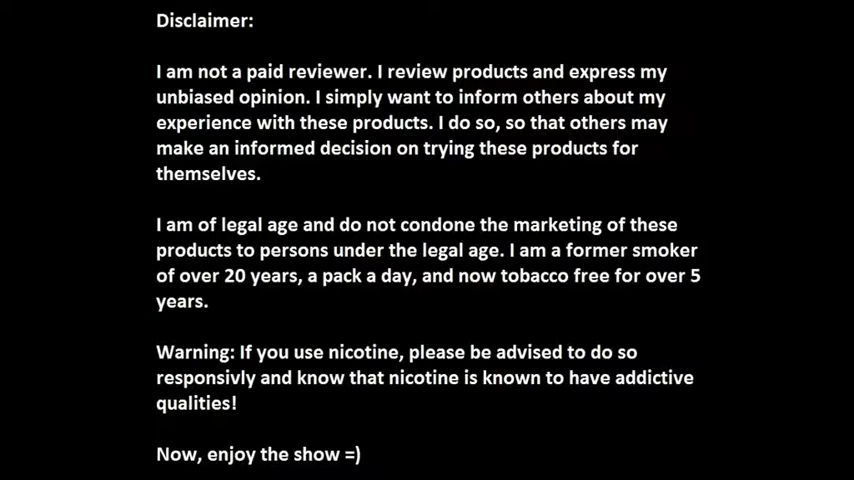 Disclaimer:
I am not a paid reviewer. I review products and express my
unbiased opinion. I simply want to inform others about my
experience with these products. I do so, so that others may
make an informed decision on trying these products for
themselves.
I am of legal age and do not condone the marketing of these
products to persons under the legal age. I am a former smoker
of over 20 years, a pack a day, and now tobacco free for over 5
years.
Warning: If you use nicotine, please be advised to do so
responsivly and know that nicotine is known to have addictive
qualities!
Now, enjoy the show =)